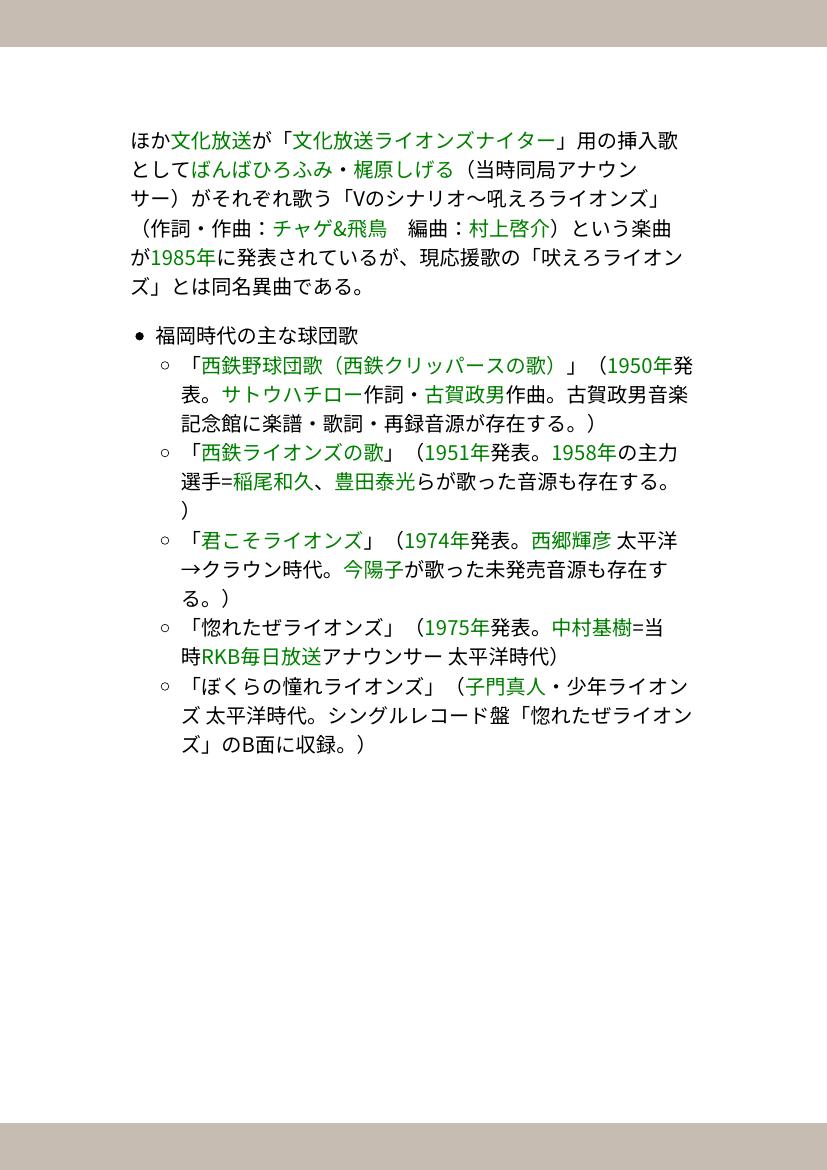 ほか文化放送が「文化放送ライオンズナイター」用の挿入歌
としてばんばひろふみ・梶原しげる（当時同局アナウン
サー）がそれぞれ歌う「Vのシナリオ〜吼えろライオンズ」
（作詞・作曲：チャゲ&飛鳥　編曲：村上啓介）という楽曲
が1985年に発表されているが、現応援歌の「吠えろライオン
ズ」とは同名異曲である。
• 福岡時代の主な球団歌
◦ 「西鉄野球団歌（西鉄クリッパースの歌）」（1950年発
表。サトウハチロー作詞・古賀政男作曲。古賀政男音楽
記念館に楽譜・歌詞・再録音源が存在する。）
◦ 「西鉄ライオンズの歌」（1951年発表。1958年の主力
選手=稲尾和久、豊田泰光らが歌った音源も存在する。
）
◦ 「君こそライオンズ」（1974年発表。西郷輝彦 太平洋
→クラウン時代。今陽子が歌った未発売音源も存在す
る。）
◦ 「惚れたぜライオンズ」（1975年発表。中村基樹=当
時RKB毎日放送アナウンサー 太平洋時代）
◦ 「ぼくらの憧れライオンズ」（子門真人・少年ライオン
ズ 太平洋時代。シングルレコード盤「惚れたぜライオン
ズ」のB面に収録。）